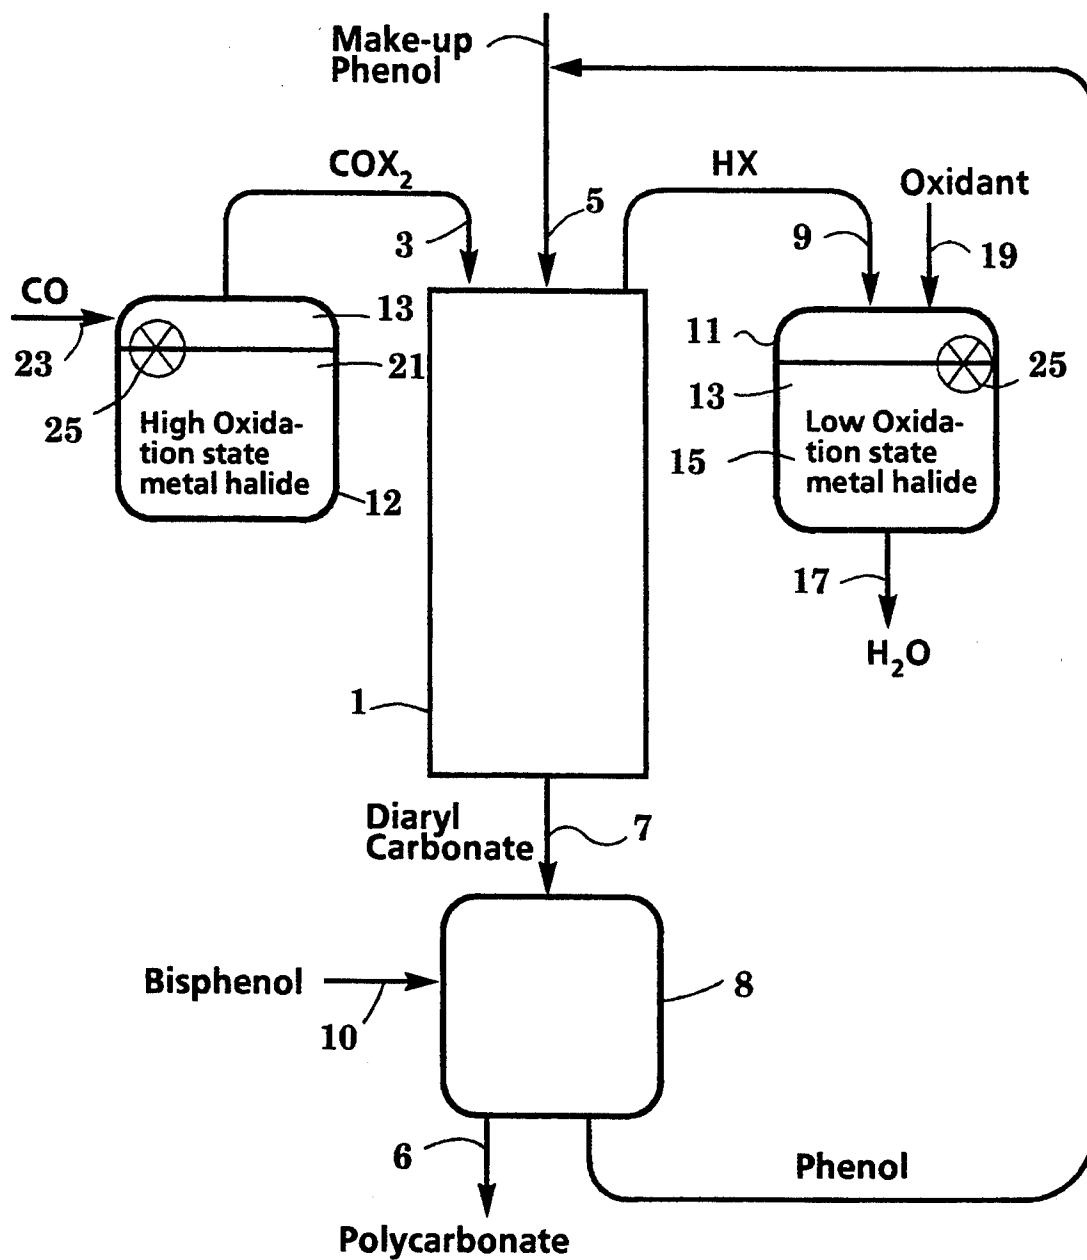 Make-up
Phenol
COX₂
HX
Oxidant
3
5
9
19
CO
23
13
21
25
High Oxida-
tion state
metal halide
12
11
13
25
15
Low Oxida-
tion state
metal halide
17
H₂O
1
Diaryl
Carbonate
7
Bisphenol
10
8
6
Phenol
Polycarbonate